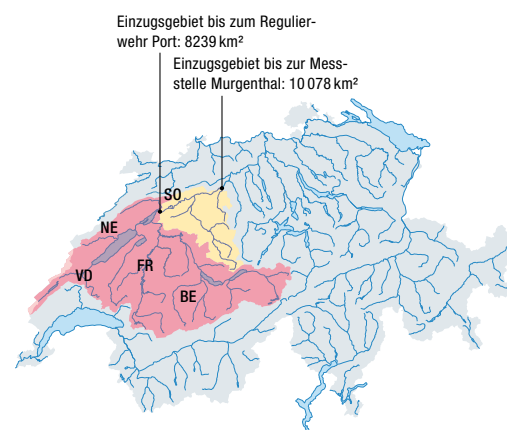 Einzugsgebiet bis zum Regulier-
wehr Port: 8239 km²
Einzugsgebiet bis zur Mess-
stelle Murgenthal: 10 078 km²
SO
NE
FR
VD
BE